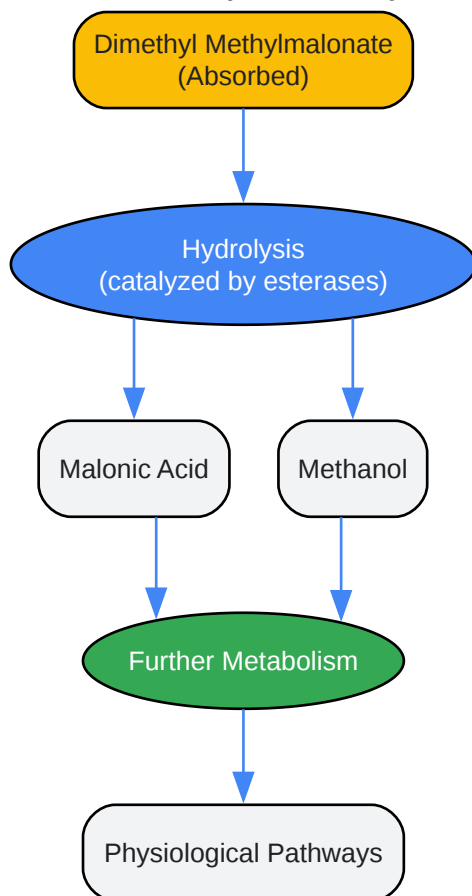 Dimethyl Methylmalonate
(Absorbed)
Hydrolysis
(catalyzed by esterases)
Malonic Acid
Methanol
Further Metabolism
Physiological Pathways